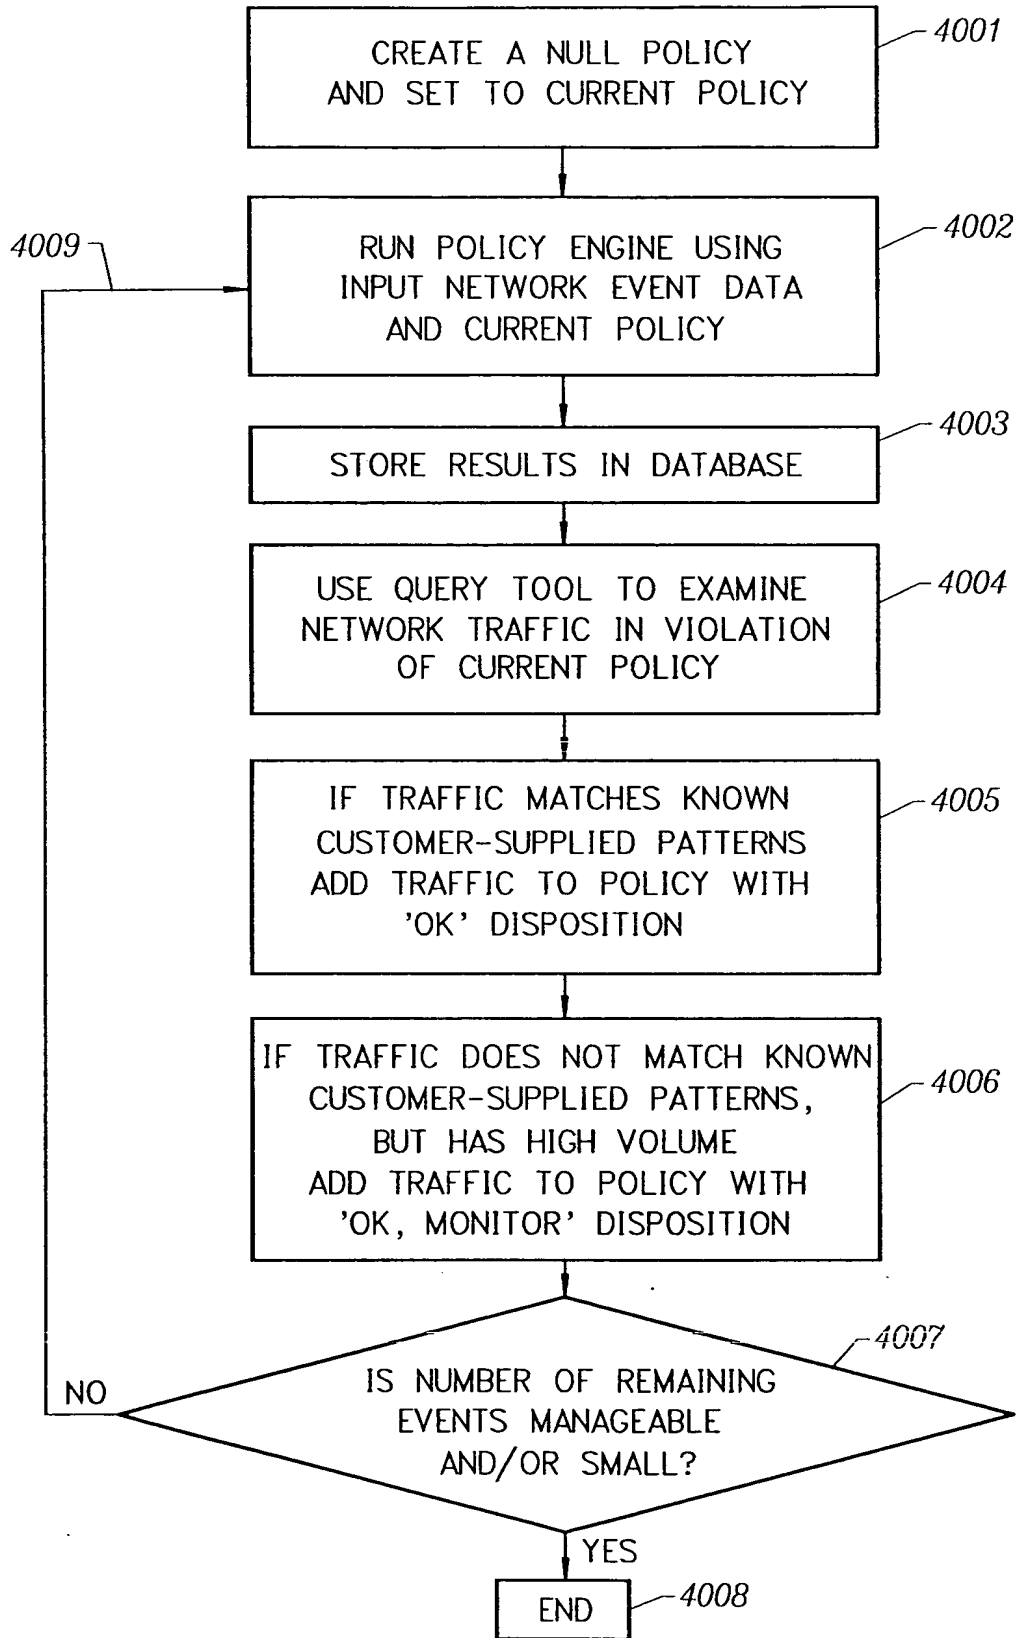 CREATE A NULL POLICY
AND SET TO CURRENT POLICY
4001
RUN POLICY ENGINE USING
INPUT NETWORK EVENT DATA
AND CURRENT POLICY
4002
4009
STORE RESULTS IN DATABASE
4003
USE QUERY TOOL TO EXAMINE
NETWORK TRAFFIC IN VIOLATION
OF CURRENT POLICY
4004
IF TRAFFIC MATCHES KNOWN
CUSTOMER-SUPPLIED PATTERNS
ADD TRAFFIC TO POLICY WITH
'OK' DISPOSITION
4005
IF TRAFFIC DOES NOT MATCH KNOWN
CUSTOMER-SUPPLIED PATTERNS,
BUT HAS HIGH VOLUME
ADD TRAFFIC TO POLICY WITH
'OK, MONITOR' DISPOSITION
4006
IS NUMBER OF REMAINING
EVENTS MANAGEABLE
AND/OR SMALL?
4007
NO
YES
END
4008